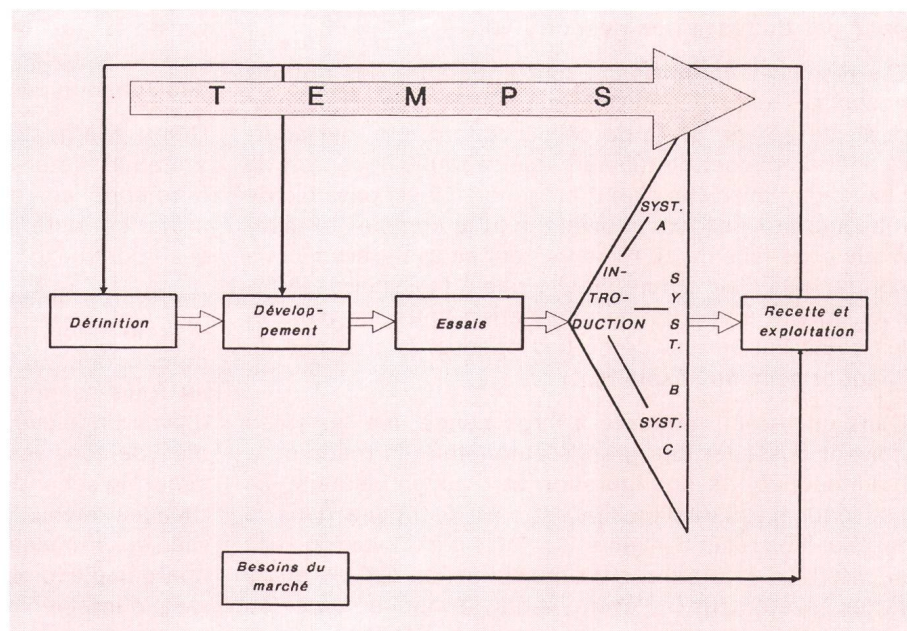 T E M P S
Définition
Dévelop-
pement
Essais
IN-
TRO-
DUCTION
SYST.
A
S
Y
S
T.
B
SYST.
C
Recette et
exploitation
Besoins du
marché